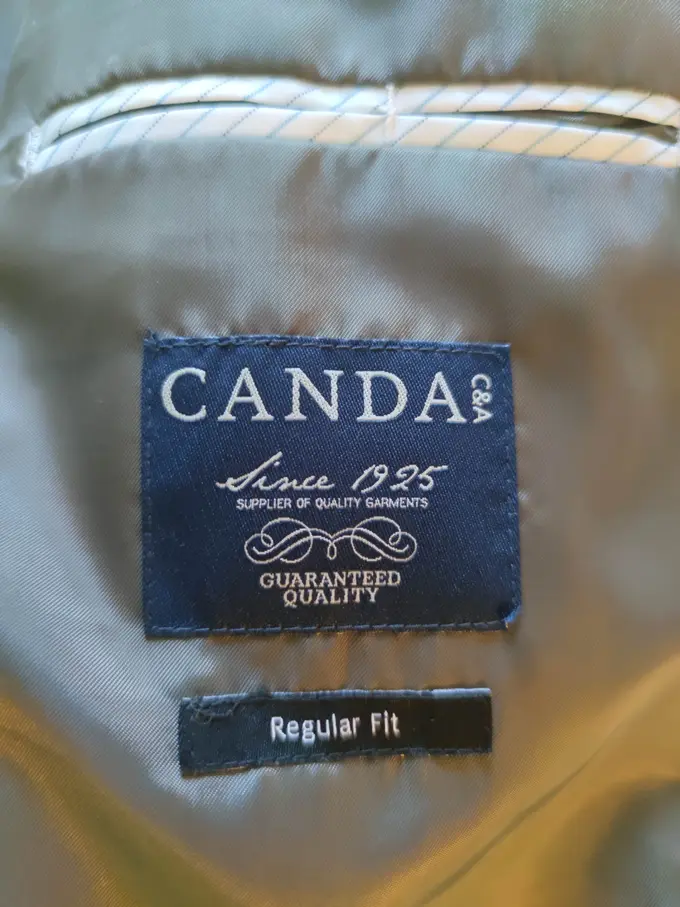 CANDA
C&A
Since 1925
SUPPLIER OF QUALITY GARMENTS
GUARANTEED
QUALITY
Regular Fit